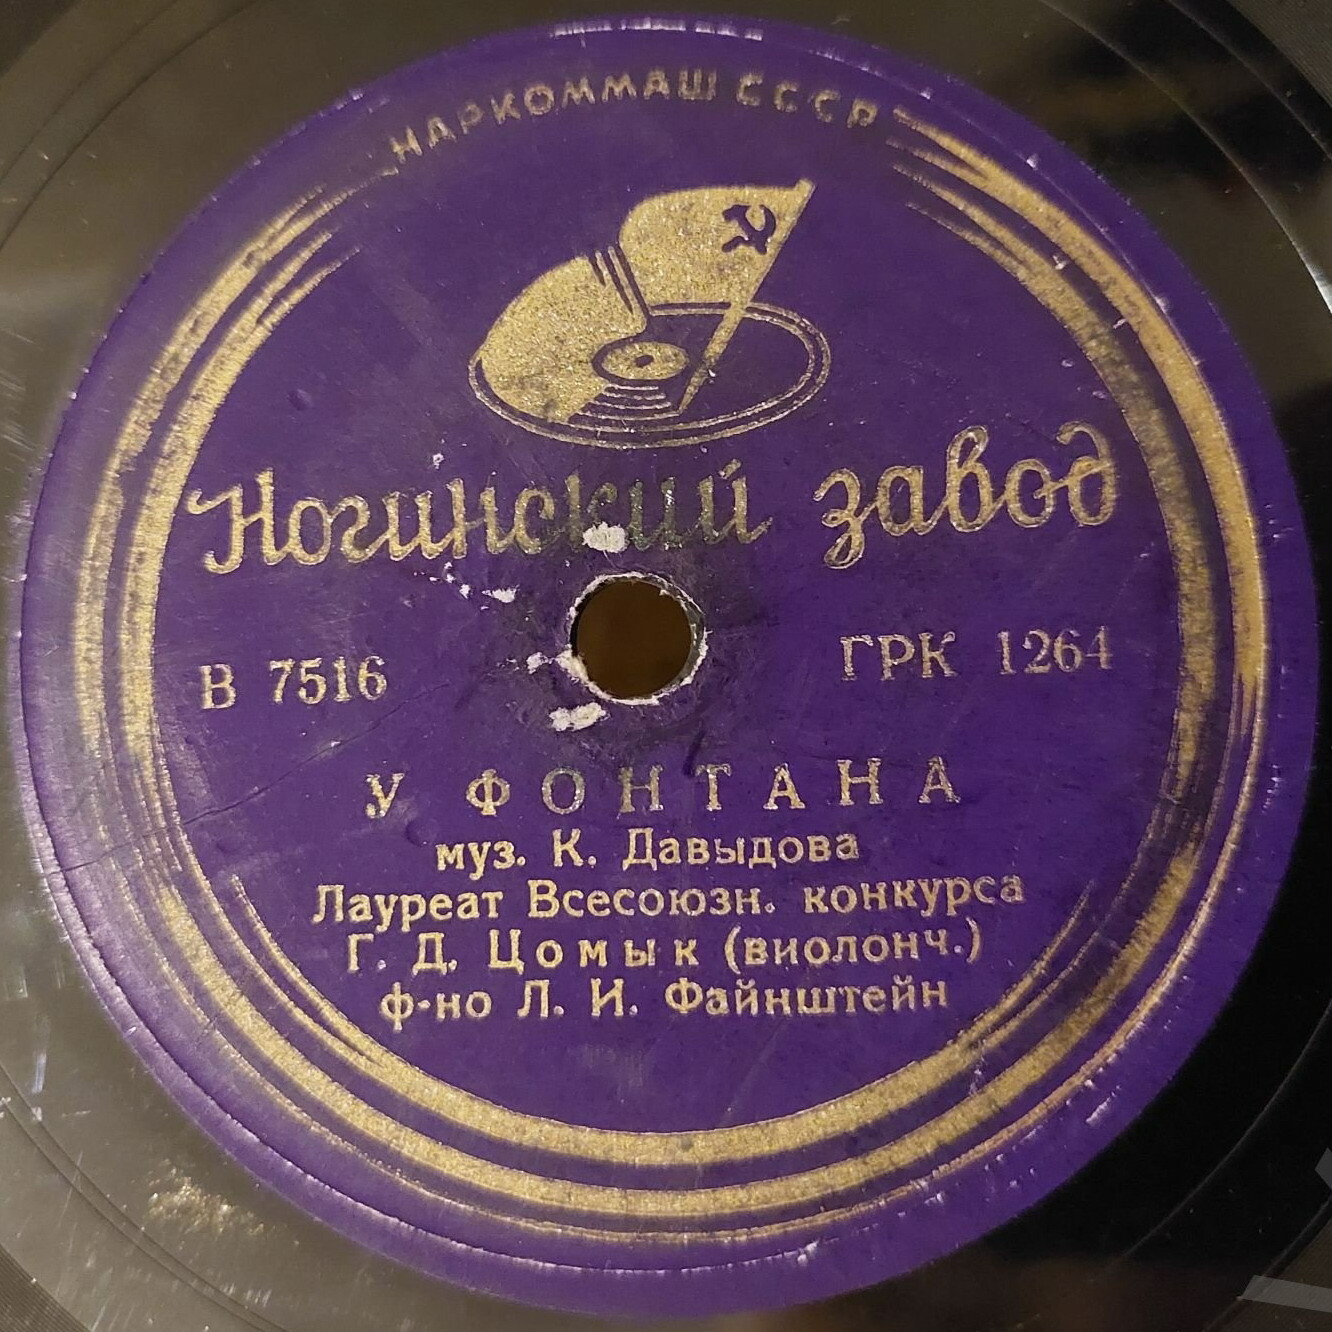 НАРКОММАШ СССР
Ногинский завод
В 7516
ГРК 1264
У ФОНТАНА
муз. К. Давыдова
Лауреат Всесоюзн. конкурса
Г. Д. Цомык (виолонч.)
ф-но Л. И. Файнштейн